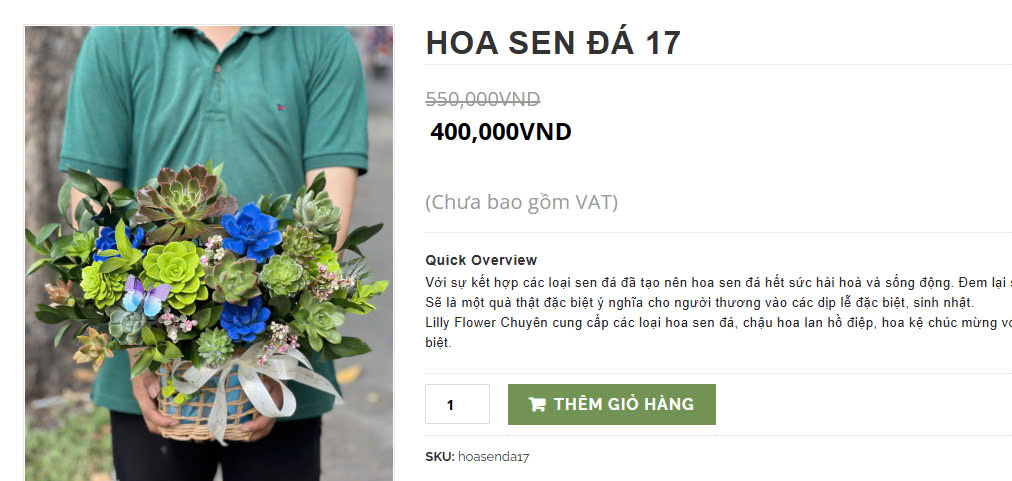 HOA SEN ĐÁ 17
550,000VND
400,000VND
(Chưa bao gồm VAT)
Quick Overview
Với sự kết hợp các loại sen đá đã tạo nên hoa sen đá hết sức hài hoà và sống động. Đem lại
Sẽ là một quà thật đặc biệt ý nghĩa cho người thương vào các dịp lễ đặc biệt, sinh nhật.
Lilly Flower Chuyên cung cấp các loại hoa sen đá, chậu hoa lan hồ điệp, hoa kệ chúc mừng
biệt.
1
THÊM GIỎ HÀNG
SKU: hoasenda17